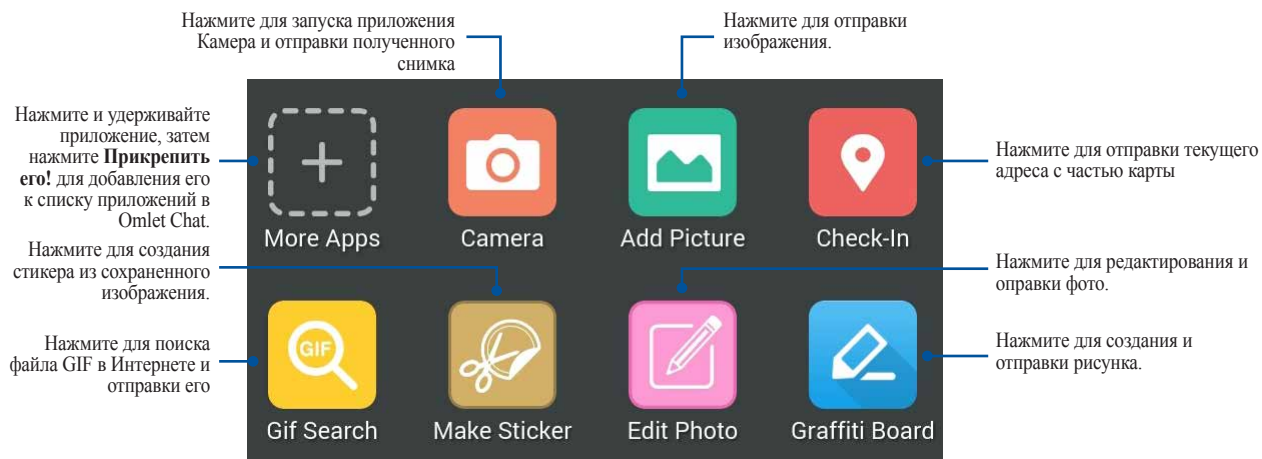 Нажмите для запуска приложения
Камера и отправки полученного
снимка
Нажмите для отправки
изображения.
Нажмите и удерживайте
приложение, затем
нажмите Прикрепить
его! для добавления его
к списку приложений в
Omlet Chat.
Нажмите для отправки текущего
адреса с частью карты
More Apps
Camera
Add Picture
Check-In
Нажмите для создания
стикера из сохраненного
изображения.
Нажмите для редактирования и
оправки фото.
Нажмите для поиска
файла GIF в Интернете и
отправки его
GIF
Нажмите для создания и
отправки рисунка.
Gif Search
Make Sticker
Edit Photo
Graffiti Board